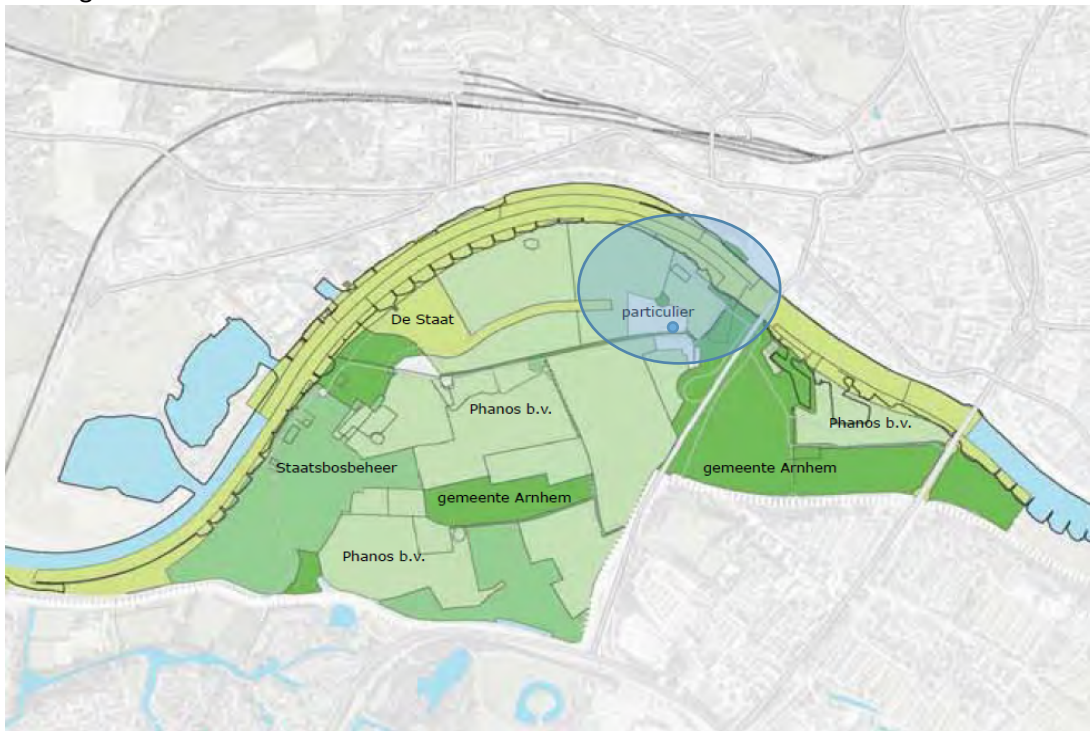 De Staat
particulier
Phanos b.v.
Phanos b.v.
Staatsbosbeheer
gemeente Arnhem
gemeente Arnhem
Phanos b.v.